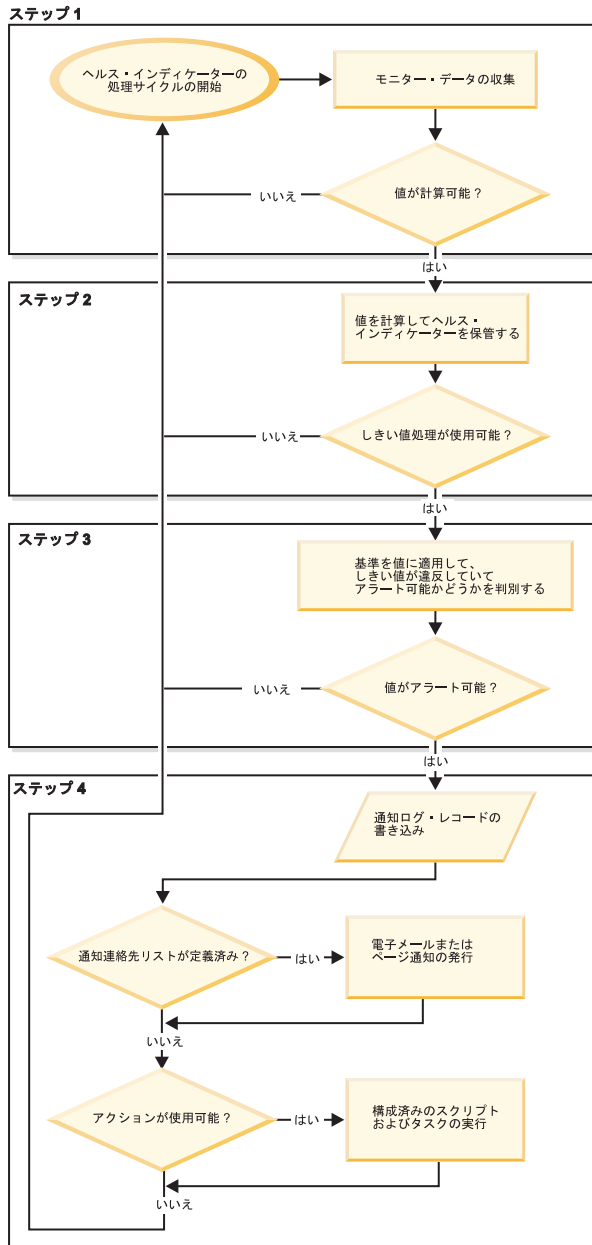 ステップ 1
ヘルス・インディケーターの
処理サイクルの開始
モニター・データの収集
値が計算可能？
いいえ
はい
ステップ 2
値を計算してヘルス・
インディケーターを保管する
しきい値処理が使用可能？
いいえ
はい
ステップ 3
基準を値に適用して、
しきい値が違反していて
アラート可能かどうかを判別する
値がアラート可能？
いいえ
はい
ステップ 4
通知ログ・レコードの
書き込み
通知連絡先リストが定義済み？
はい
電子メールまたは
ページ通知の発行
いいえ
アクションが使用可能？
はい
構成済みのスクリプト
およびタスクの実行
いいえ